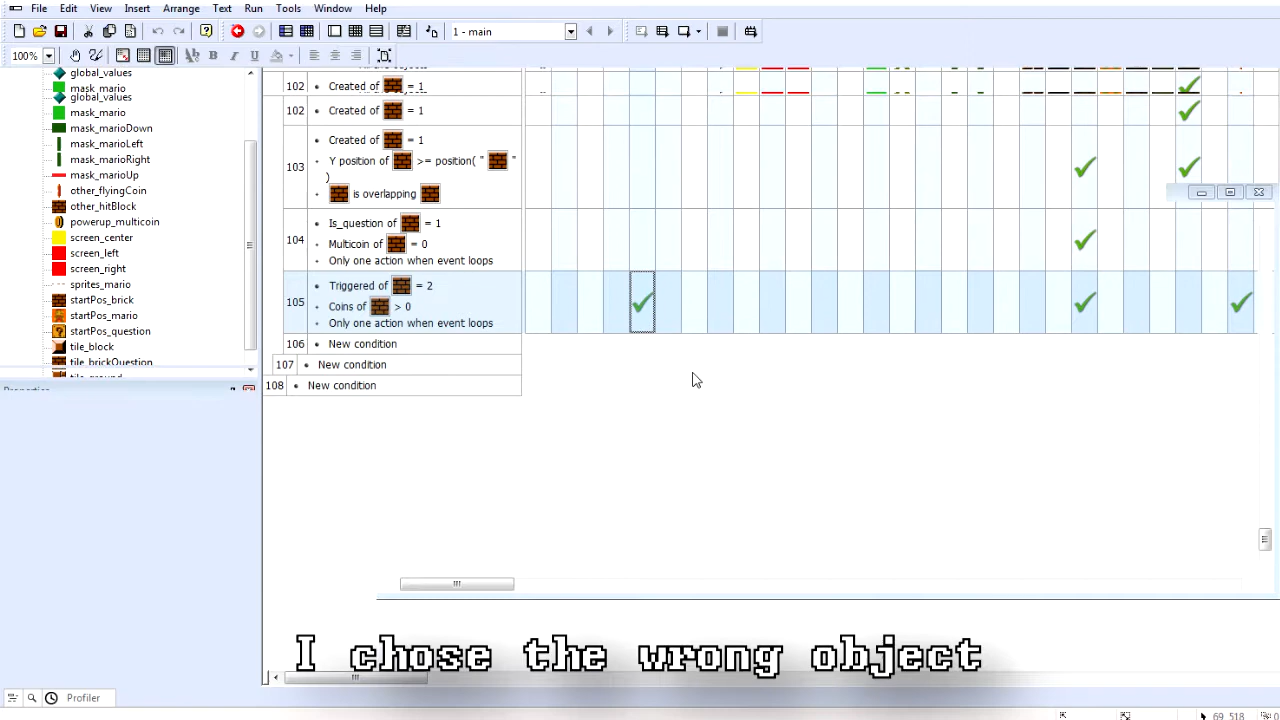 File Edit View Insert Arrange Text Run Tools Window Help
1 - main
100%
global_values
mask_mario
global_values
mask_mario
mask_marioDown
mask_marioLeft
mask_marioRight
mask_marioUp
other_flyingCoin
other_hitBlock
powerup_multicoin
screen_center
screen_left
screen_right
sprites_mario
startPos_brick
startPos_mario
startPos_question
tile_block
tile_brickQuestion
tile_ground
Properties
102 • Created of = 1
102 • Created of = 1
103 • Created of = 1
• Y position of >= position( " "
)
• is overlapping
104 • Is_question of = 1
• Multicoin of = 0
• Only one action when event loops
105 • Triggered of = 2
• Coins of > 0
• Only one action when event loops
106 • New condition
107 • New condition
108 • New condition
I chose the wrong object
Profiler
69, 518